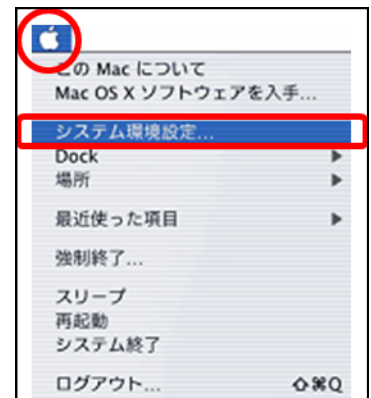 この Mac について
Mac OS X ソフトウェアを入手...
システム環境設定...
Dock
場所
最近使った項目
強制終了...
スリープ
再起動
システム終了
ログアウト... ⇧⌘Q